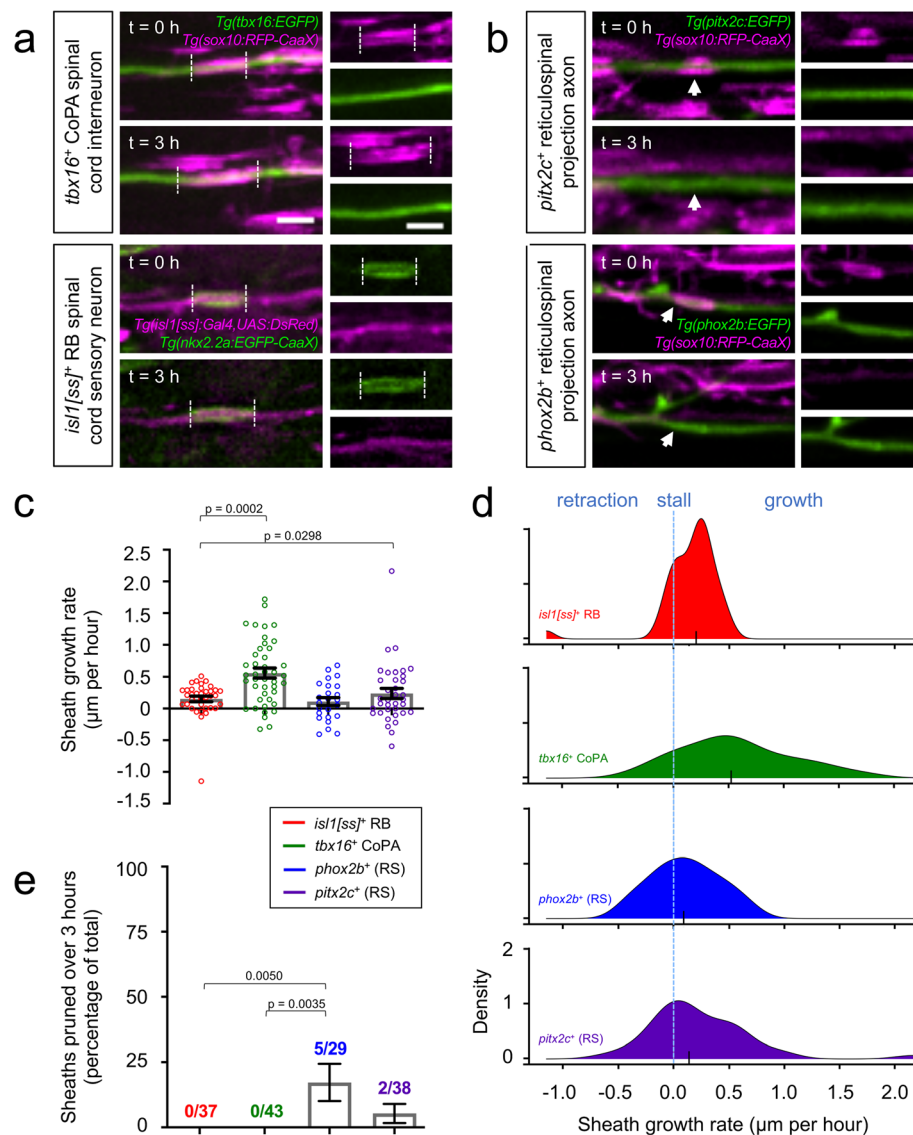 a
tbx16⁺ CoPA spinal
cord interneuron
t = 0 h
Tg(tbx16:EGFP)
Tg(sox10:RFP-CaaX)
t = 3 h
isl1[ss]⁺ RB spinal
cord sensory neuron
t = 0 h
Tg(isl1[ss]:Gal4,UAS:DsRed)
Tg(nkx2.2a:EGFP-CaaX)
t = 3 h
b
pitx2c⁺ reticulospinal
projection axon
t = 0 h
Tg(pitx2c:EGFP)
Tg(sox10:RFP-CaaX)
t = 3 h
phox2b⁺ reticulospinal
projection axon
t = 0 h
Tg(phox2b:EGFP)
Tg(sox10:RFP-CaaX)
t = 3 h
c
p = 0.0002
p = 0.0298
Sheath growth rate
(µm per hour)
2.5
2.0
1.5
1.0
0.5
0
-0.5
-1.0
-1.5
isl1[ss]⁺ RB
tbx16⁺ CoPA
phox2b⁺ (RS)
pitx2c⁺ (RS)
d
retraction
stall
growth
isl1[ss]⁺ RB
tbx16⁺ CoPA
phox2b⁺ (RS)
pitx2c⁺ (RS)
Density
2
1
0
-1.0
-0.5
0.0
0.5
1.0
1.5
2.0
Sheath growth rate (µm per hour)
e
Sheaths pruned over 3 hours
(percentage of total)
100
75
50
25
0
0.0050
p = 0.0035
0/37
0/43
5/29
2/38